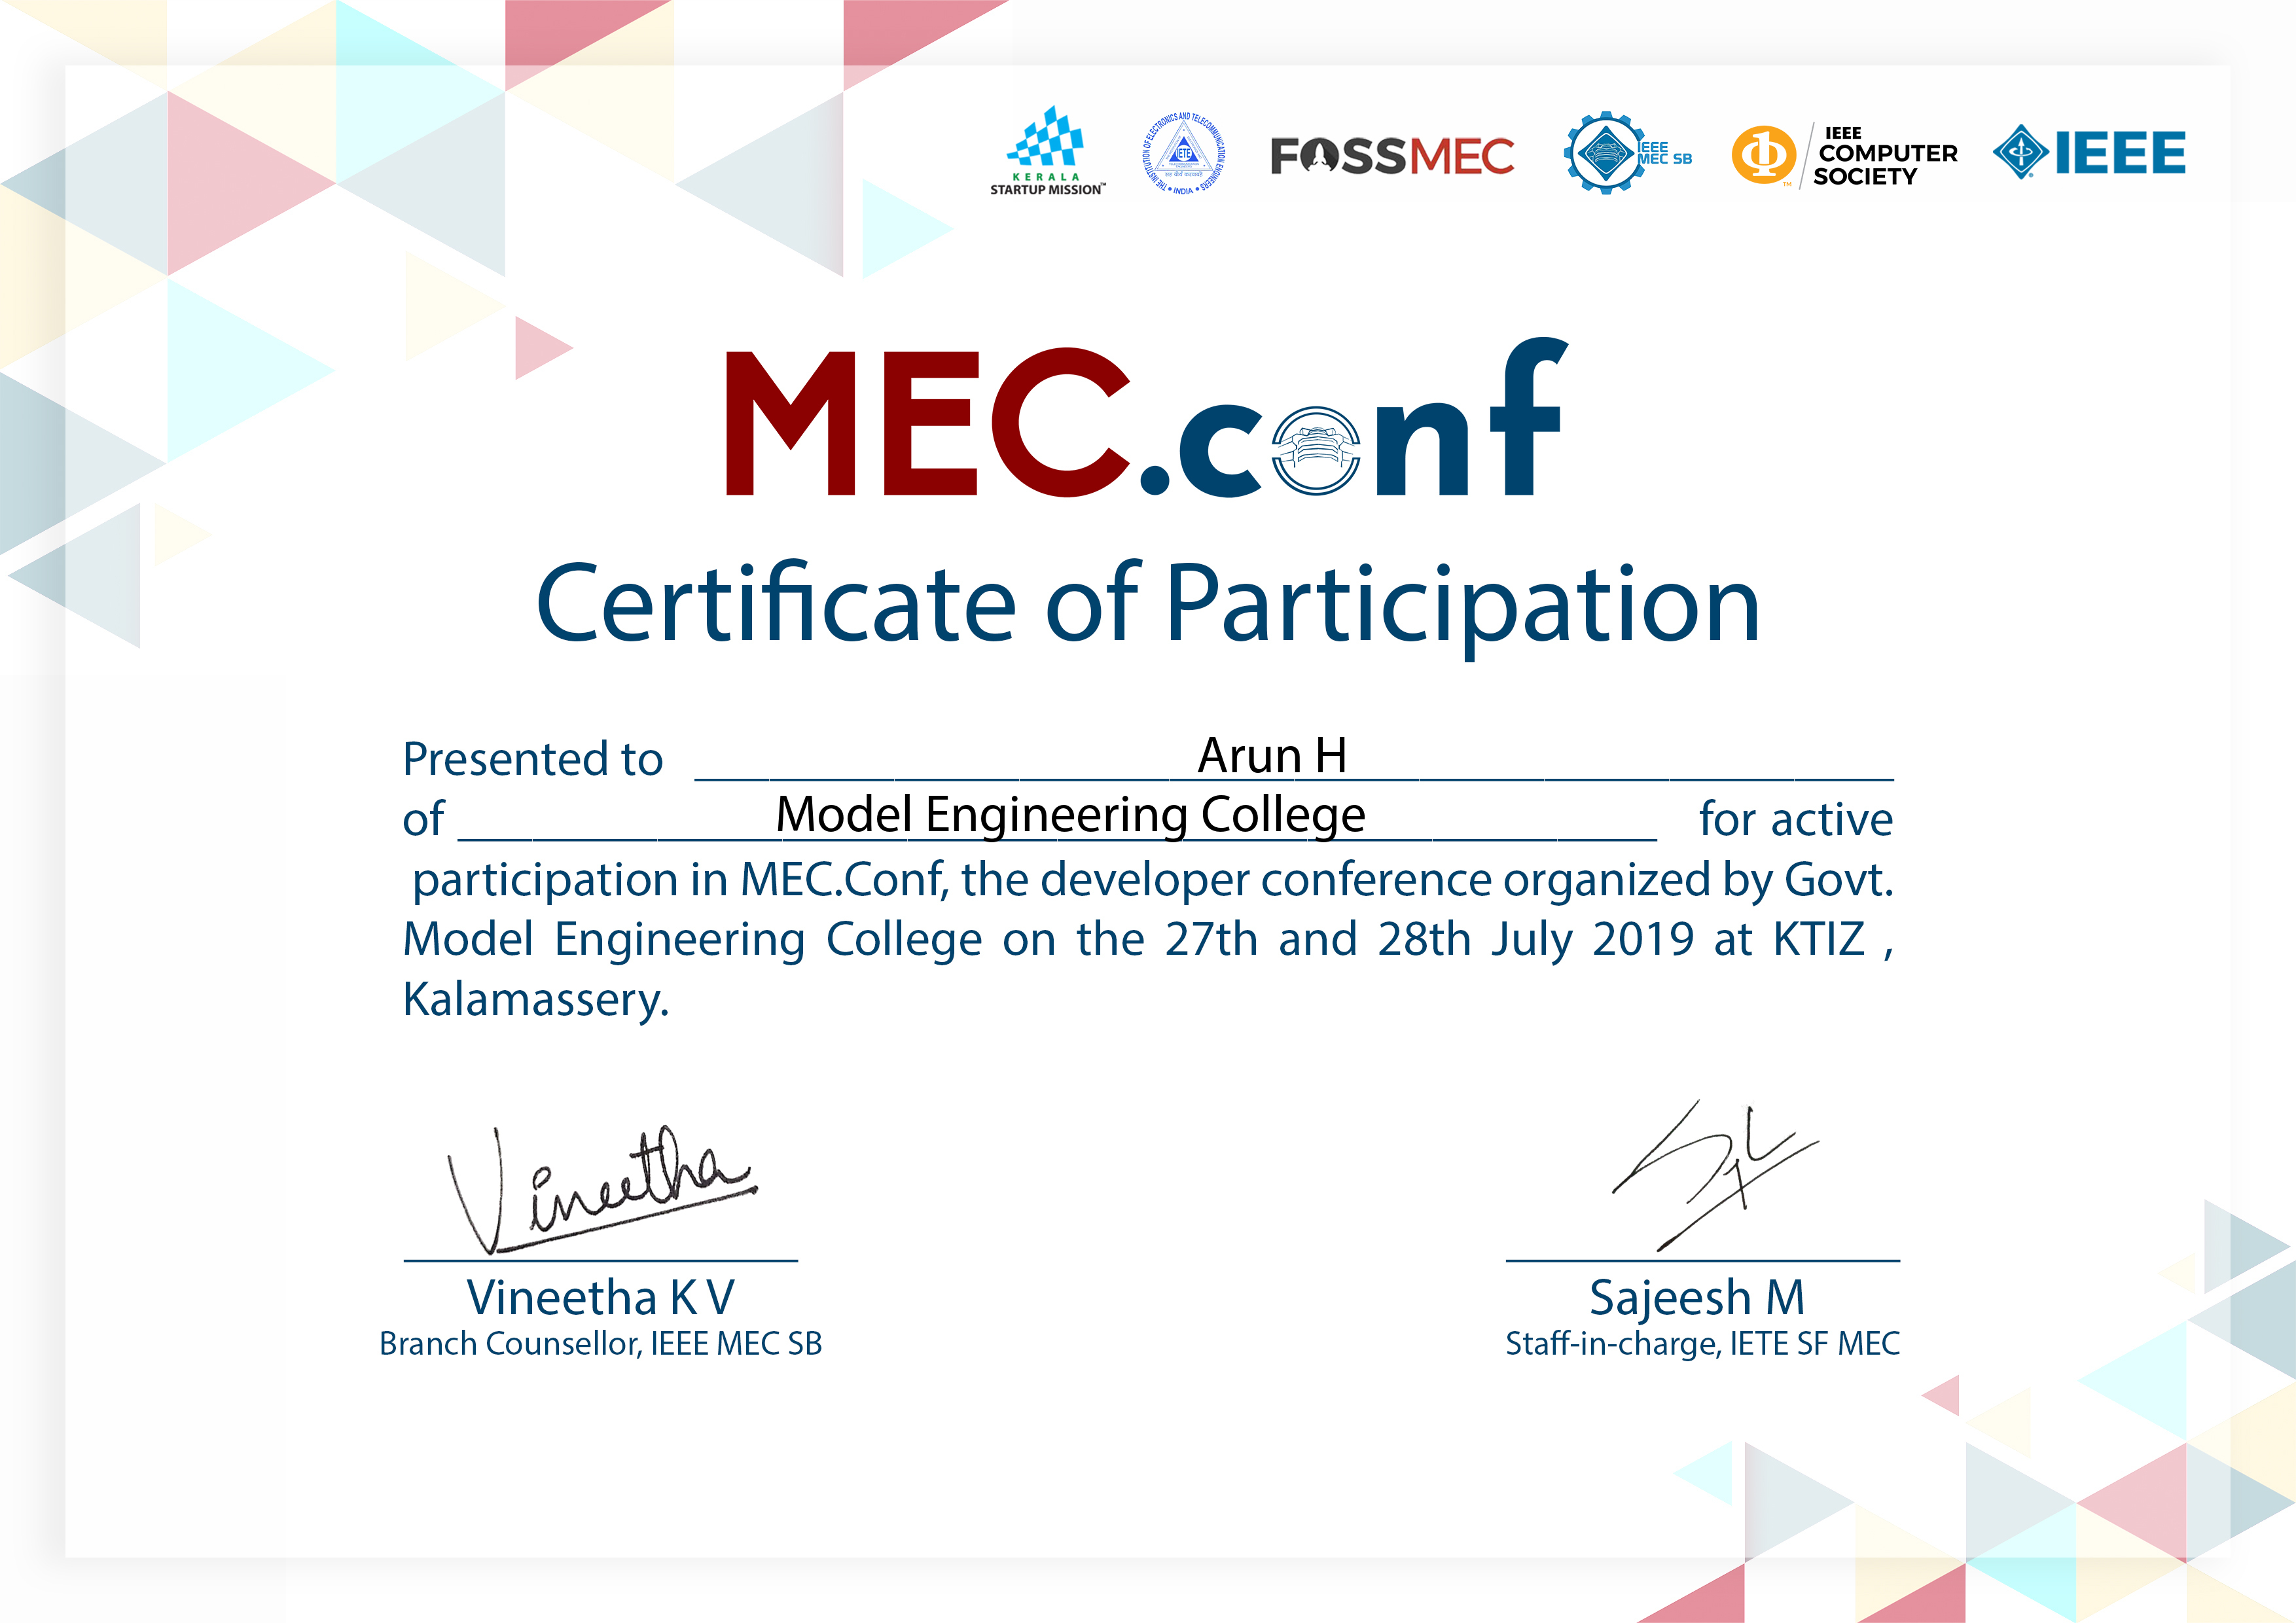 KERALA
STARTUP MISSION™
THE INSTITUTION OF ELECTRONICS AND TELECOMMUNICATION ENGINEERS • INDIA •
IETE
FOSSMEC
IEEE
MEC SB
IEEE
COMPUTER
SOCIETY
TM
IEEE
®
MEC.conf
Certificate of Participation
Presented to Arun H
of Model Engineering College for active
participation in MEC.Conf, the developer conference organized by Govt.
Model Engineering College on the 27th and 28th July 2019 at KTIZ ,
Kalamassery.
Vineetha
Vineetha K V
Sajeesh M
Branch Counsellor, IEEE MEC SB
Staff-in-charge, IETE SF MEC